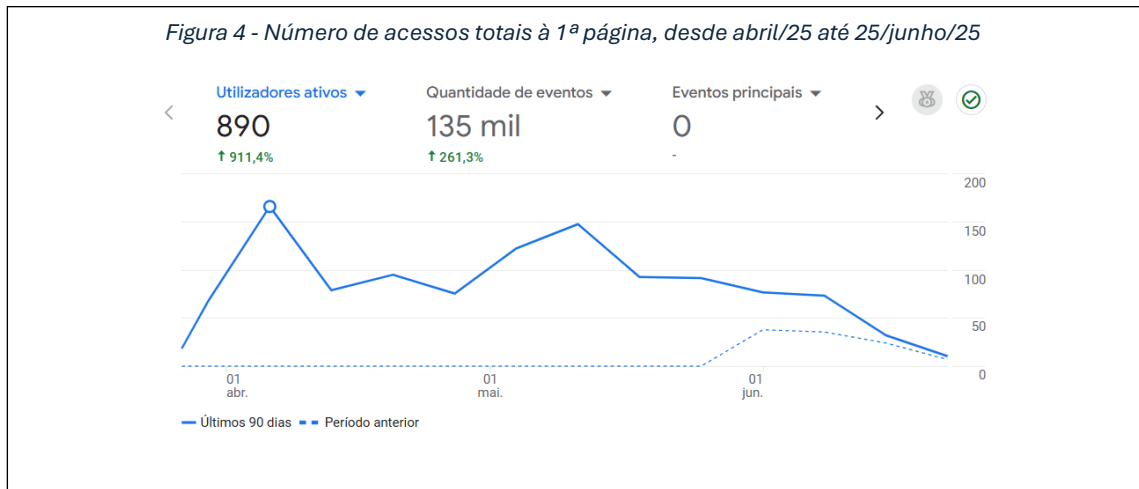 Figura 4 - Número de acessos totais à 1ª página, desde abril/25 até 25/junho/25
Utilizadores ativos
Quantidade de eventos
Eventos principais
890
135 mil
0
↑ 911,4%
↑ 261,3%
-
200
150
100
50
0
01
abr.
01
mai.
01
jun.
Últimos 90 dias
Período anterior